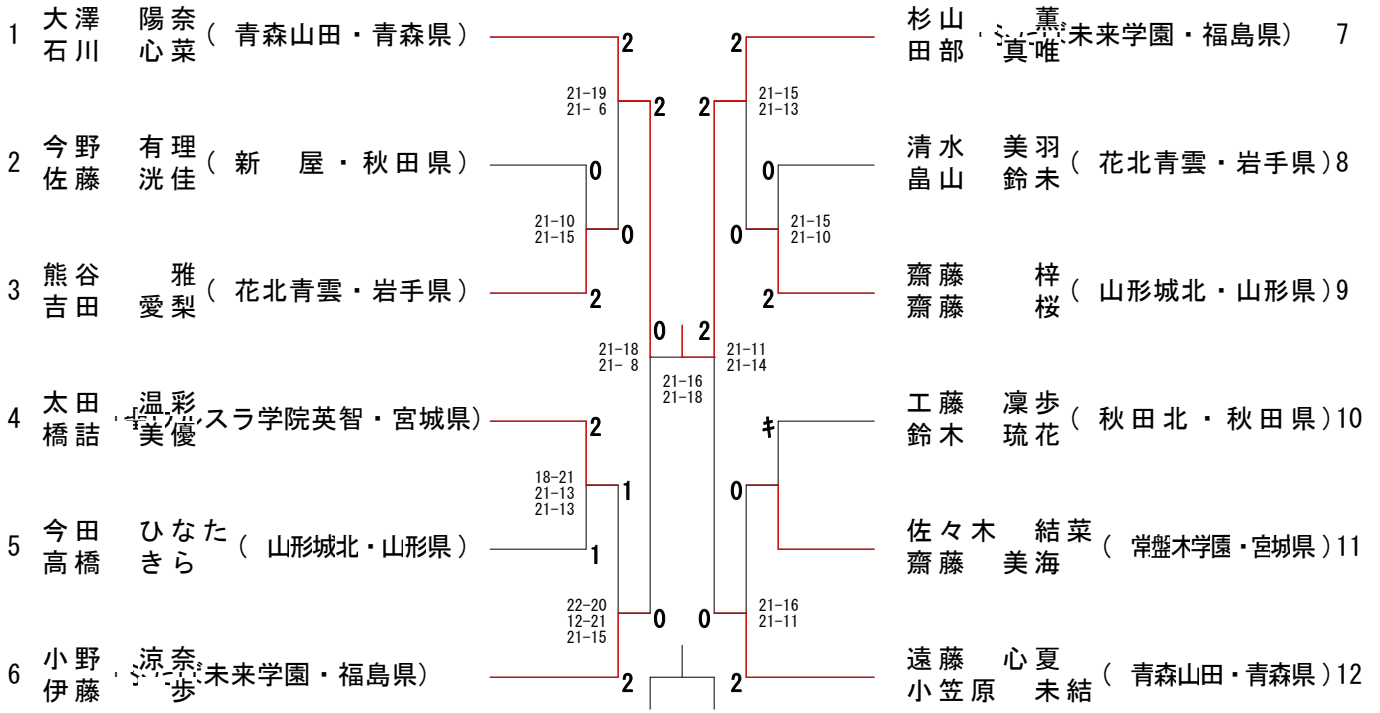 1 大澤 陽奈 ( 青森山田・青森県 )
石川 心菜
2
21-19
21- 6
2
2 今野 有理 ( 新 屋・秋田県 )
佐藤 洸佳
0
21-10
21-15
0
3 熊谷 雅 ( 花北青雲・岩手県 )
吉田 愛梨
2
0
21-18
21- 8
4 太田 温彩 スラ学院英智・宮城県)
橋詰 美優
2
18-21
21-13
21-13
1
5 今田 ひなた ( 山形城北・山形県 )
高橋 きら
1
22-20
12-21
21-15
0
6 小野 涼奈 未来学園・福島県)
伊藤 歩
2
21-16
21-18
杉山 薫 未来学園・福島県) 7
田部 真唯
2
21-15
21-13
2
清水 美羽 ( 花北青雲・岩手県 ) 8
畠山 鈴未
0
21-15
21-10
0
齋藤 梓 ( 山形城北・山形県 ) 9
齋藤 桜
2
2
21-11
21-14
工藤 凜歩 ( 秋田北・秋田県 ) 10
鈴木 琉花
キ
0
佐々木 結菜 ( 常盤木学園・宮城県 ) 11
齋藤 美海
21-16
21-11
0
遠藤 心夏 ( 青森山田・青森県 ) 12
小笠原 未結
2